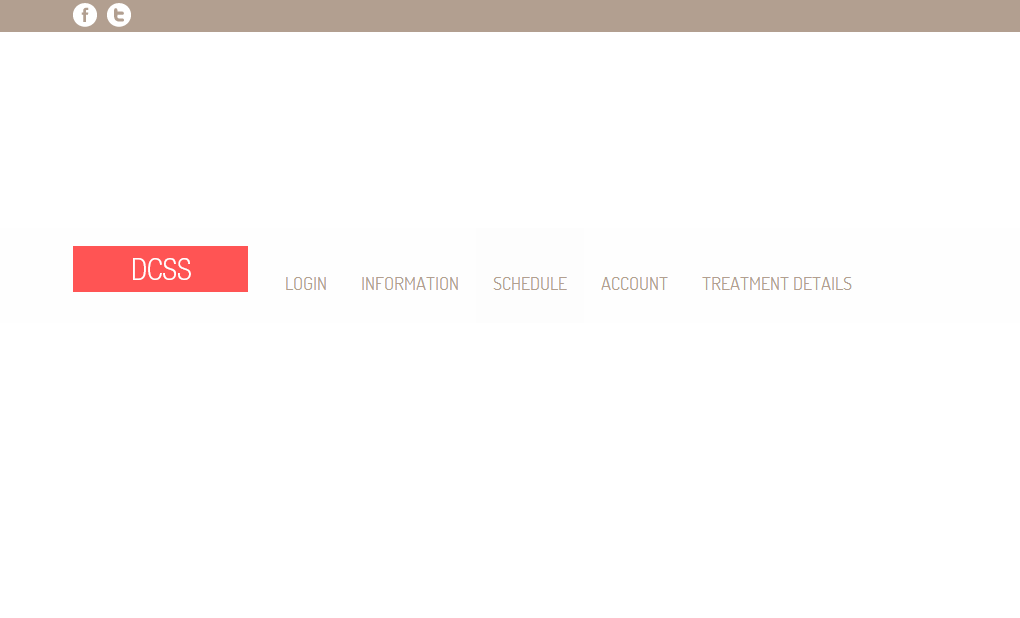 DCSS
LOGIN INFORMATION SCHEDULE ACCOUNT TREATMENT DETAILS